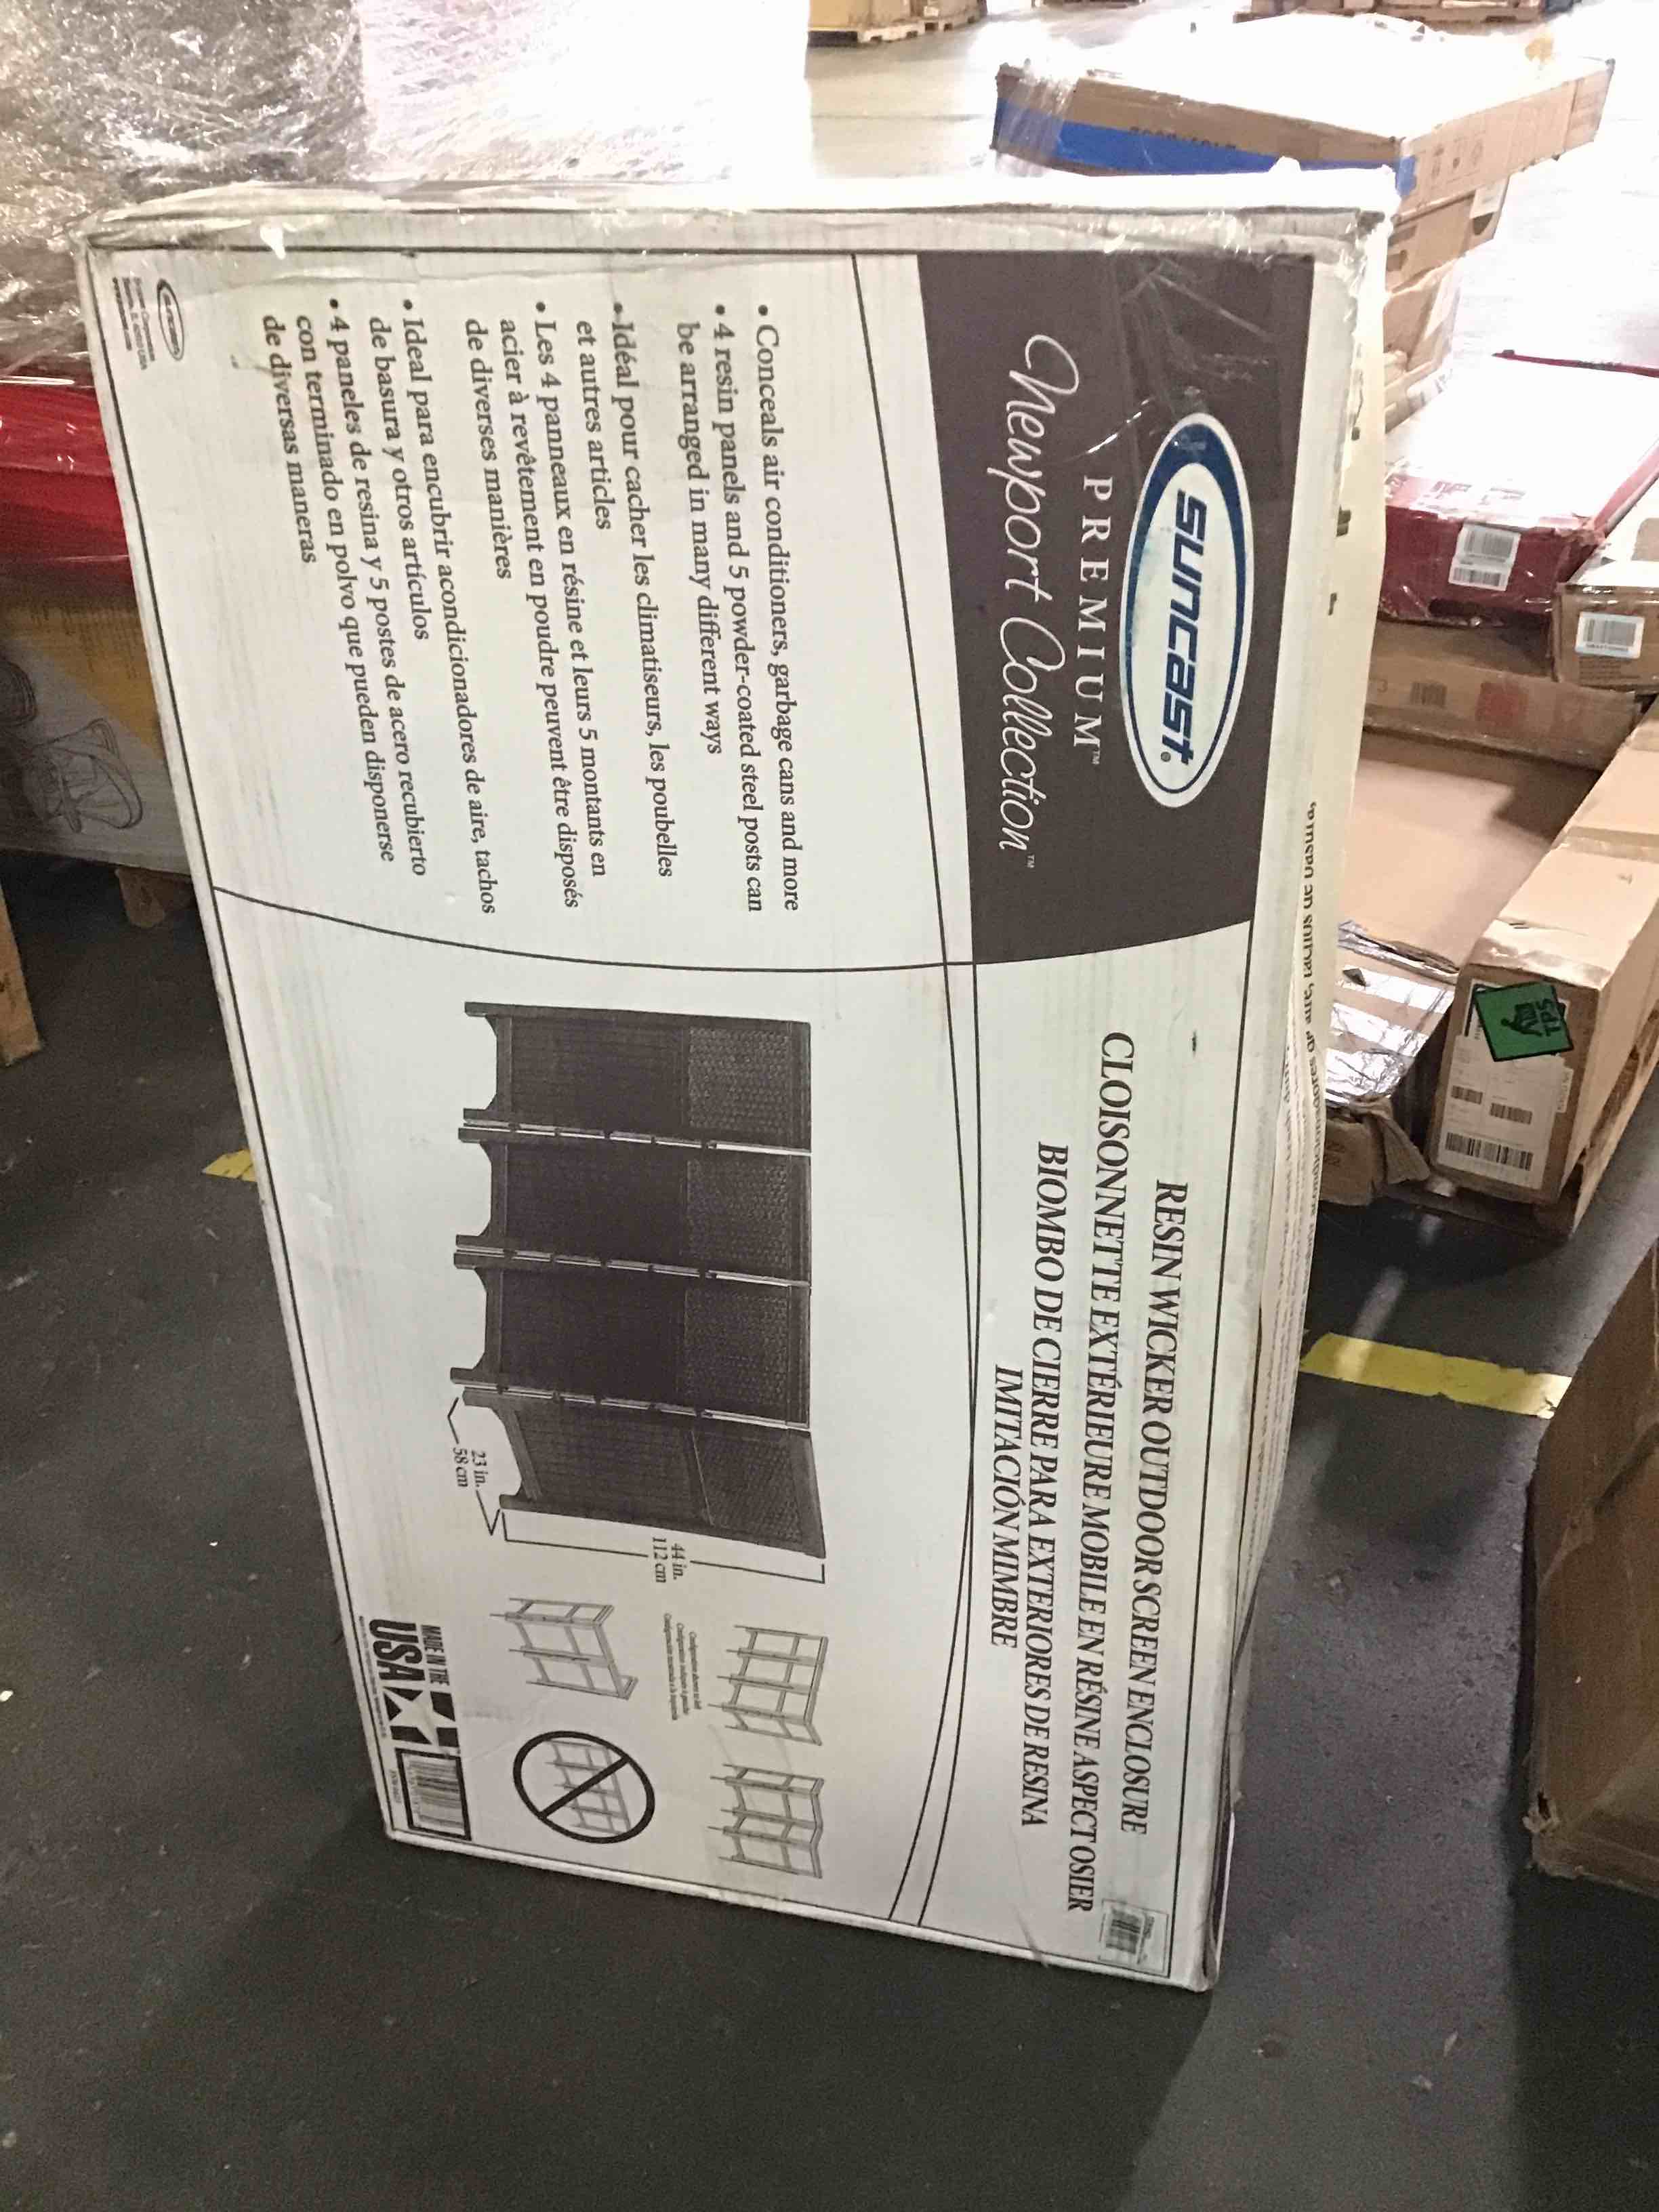 suncast®
PREMIUM™
Newport Collection™
RESIN WICKER OUTDOOR SCREEN ENCLOSURE
CLOISONNETTE EXTÉRIEURE MOBILE EN RÉSINE ASPECT OSIER
BIOMBO DE CIERRE PARA EXTERIORES DE RESINA
IMITACIÓN MIMBRE
• Conceals air conditioners, garbage cans and more
• 4 resin panels and 5 powder-coated steel posts can
be arranged in many different ways
• Idéal pour cacher les climatiseurs, les poubelles
et autres articles
• Les 4 panneaux en résine et leurs 5 montants en
acier à revêtement en poudre peuvent être disposés
de diverses manières
• Ideal para encubrir acondicionadores de aire, tachos
de basura y otros artículos
• 4 paneles de resina y 5 postes de acero recubierto
con terminado en polvo que pueden disponerse
de diversas maneras
suncast
44 in.
112 cm
23 in.
58 cm
MADE IN THE
USA